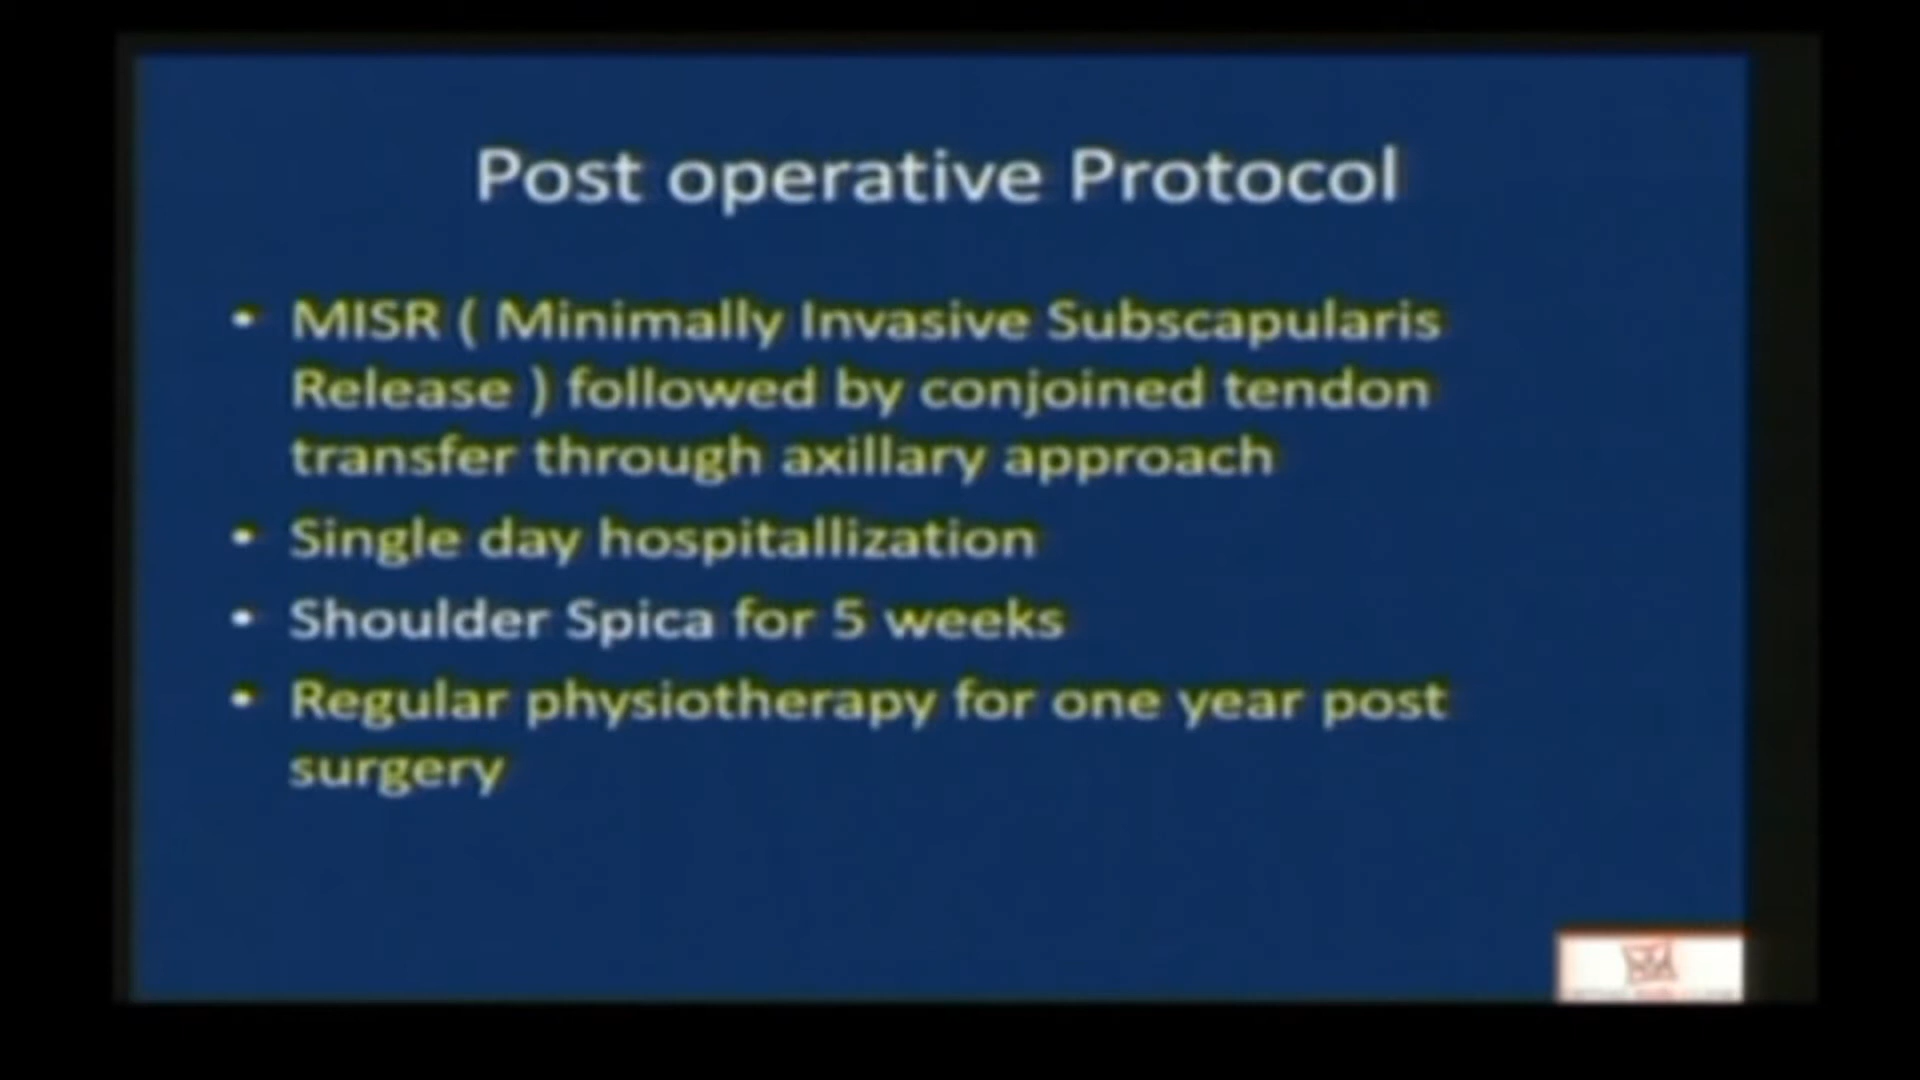 Post operative Protocol
• MISR ( Minimally Invasive Subscapularis
Release ) followed by conjoined tendon
transfer through axillary approach
• Single day hospitallization
• Shoulder Spica for 5 weeks
• Regular physiotherapy for one year post
surgery